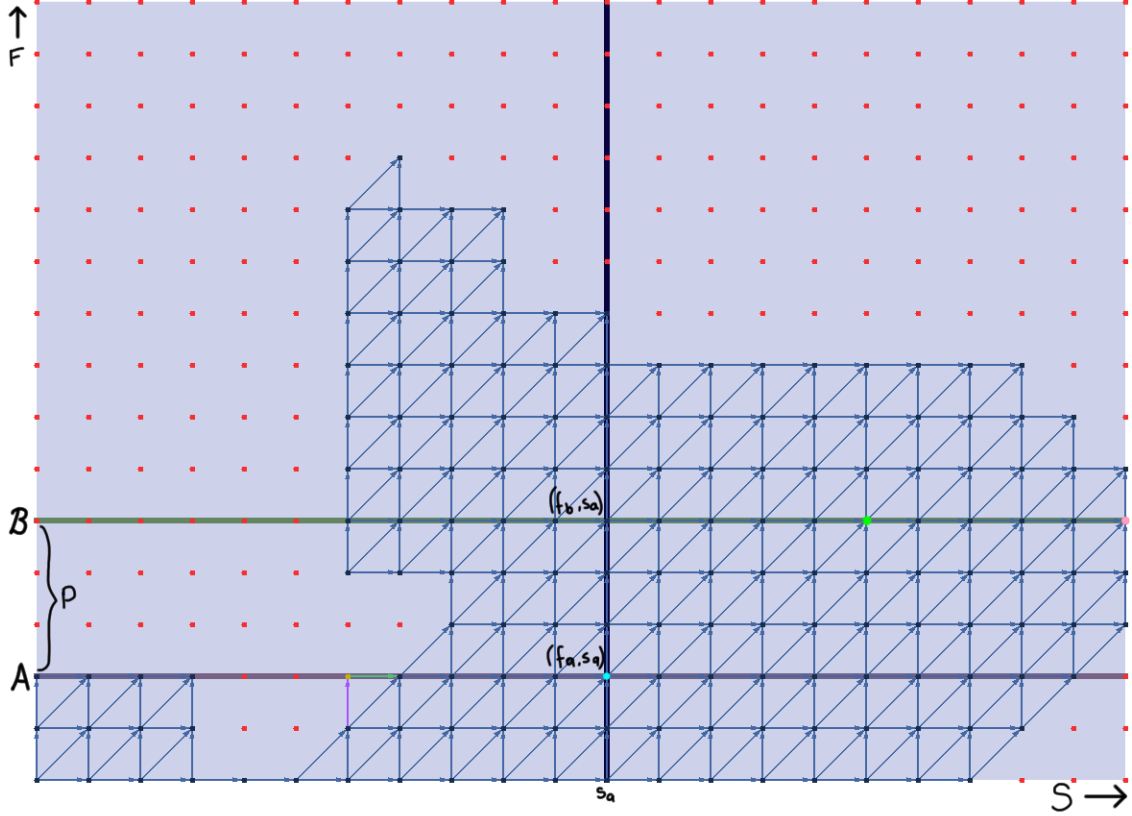 ↑
F
(f_b, s_a)
B
P
(f_a, s_a)
A
s_a
S →